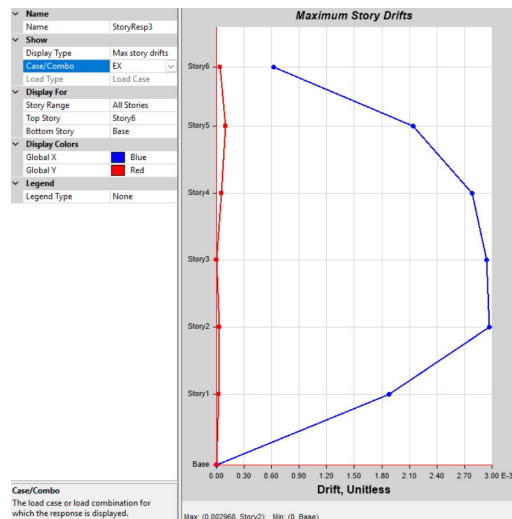 Name
Name StoryResp3
Show
Display Type Max story drifts
Case/Combo EX
Load Type Load Case
Display For
Story Range All Stories
Top Story Story6
Bottom Story Base
Display Colors
Global X Blue
Global Y Red
Legend
Legend Type None
Case/Combo
The load case or load combination for
which the response is displayed.
Maximum Story Drifts
Story6
Story5
Story4
Story3
Story2
Story1
Base
0.00 0.30 0.60 0.90 1.20 1.50 1.80 2.10 2.40 2.70 3.00 E-3
Drift, Unitless
Max: (0.002968, Story2); Min: (0, Base)